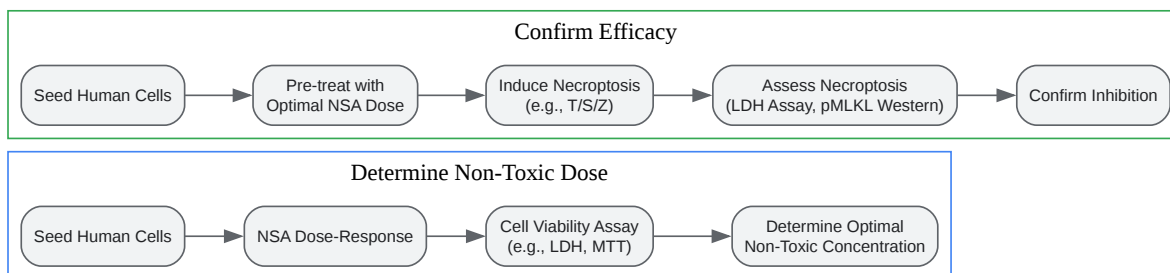 Confirm Efficacy
Seed Human Cells
Pre-treat with
Optimal NSA Dose
Induce Necroptosis
(e.g., T/S/Z)
Assess Necroptosis
(LDH Assay, pMLKL Western)
Confirm Inhibition
Determine Non-Toxic Dose
Seed Human Cells
NSA Dose-Response
Cell Viability Assay
(e.g., LDH, MTT)
Determine Optimal
Non-Toxic Concentration